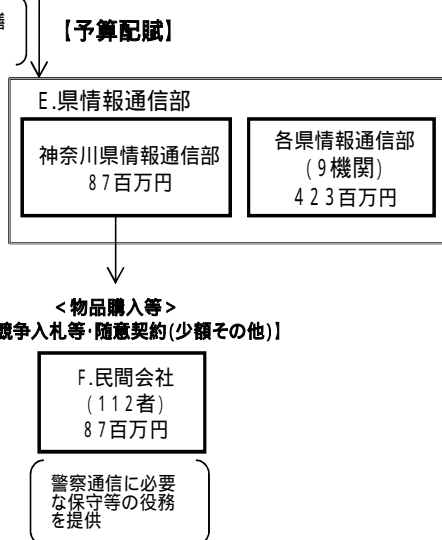 【予算配賦】
E.県情報通信部
神奈川県情報通信部
87百万円
各県情報通信部
(9機関)
423百万円
<物品購入等>
競争入札等・随意契約(少額その他)】
F.民間会社
(112者)
87百万円
警察通信に必要
な保守等の役務
を提供